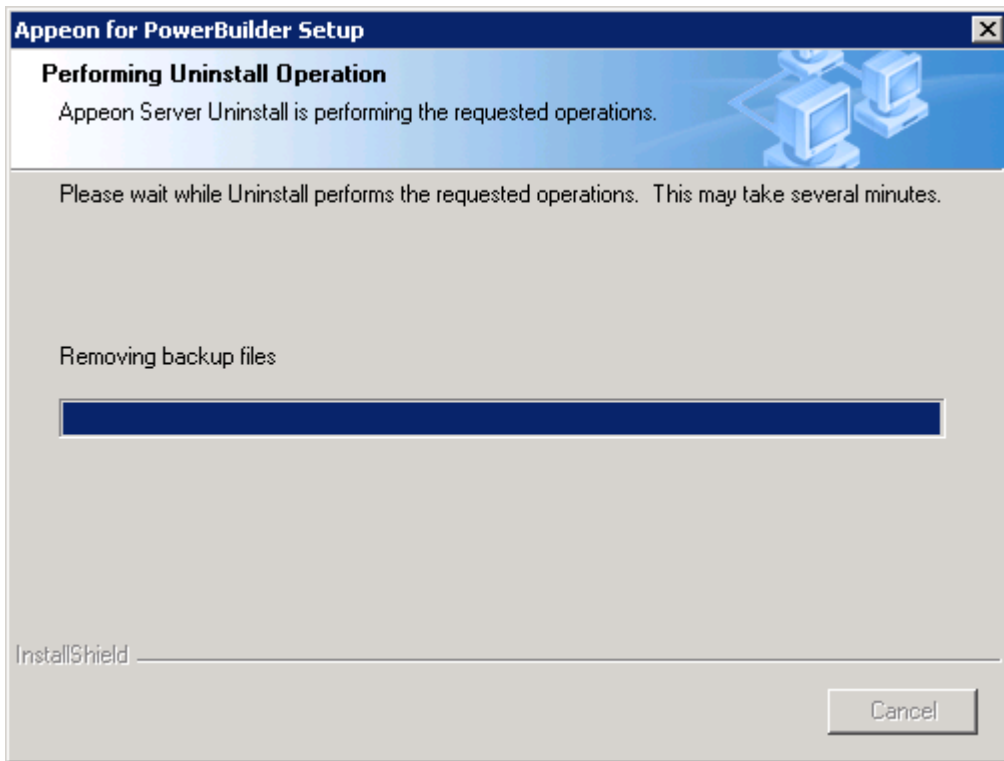 Appeon for PowerBuilder Setup
Performing Uninstall Operation
Appeon Server Uninstall is performing the requested operations.
Please wait while Uninstall performs the requested operations.  This may take several minutes.
Removing backup files
InstallShield
Cancel